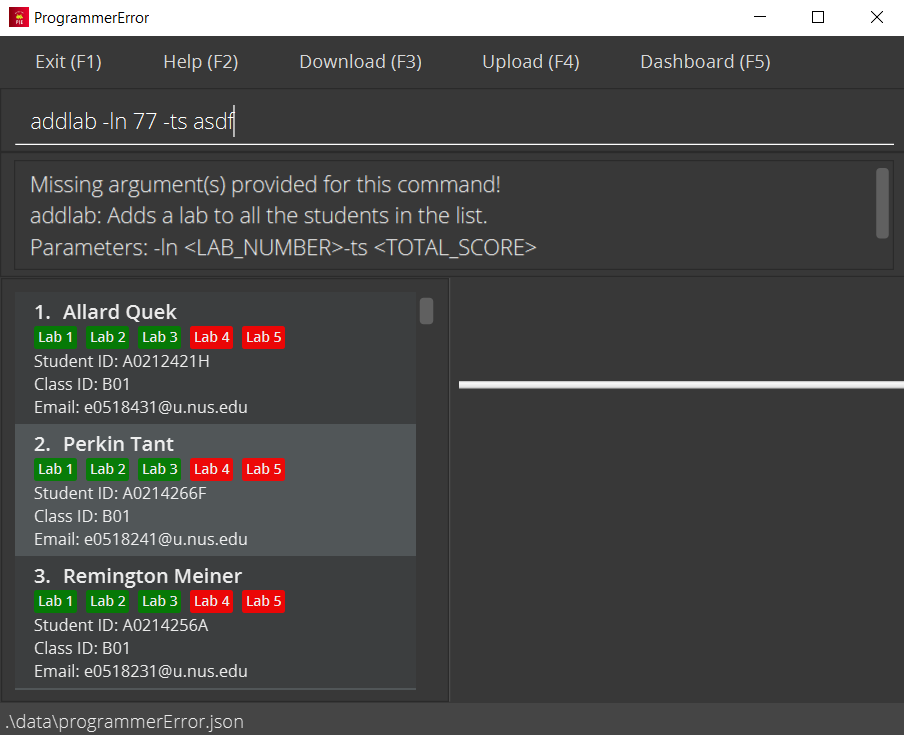 ProgrammerError
Exit (F1) Help (F2) Download (F3) Upload (F4) Dashboard (F5)
addlab -ln 77 -ts asdf
Missing argument(s) provided for this command!
addlab: Adds a lab to all the students in the list.
Parameters: -ln <LAB_NUMBER>-ts <TOTAL_SCORE>
1. Allard Quek
Lab 1 Lab 2 Lab 3 Lab 4 Lab 5
Student ID: A0212421H
Class ID: B01
Email: e0518431@u.nus.edu
2. Perkin Tant
Lab 1 Lab 2 Lab 3 Lab 4 Lab 5
Student ID: A0214266F
Class ID: B01
Email: e0518241@u.nus.edu
3. Remington Meiner
Lab 1 Lab 2 Lab 3 Lab 4 Lab 5
Student ID: A0214256A
Class ID: B01
Email: e0518231@u.nus.edu
.\data\programmerError.json